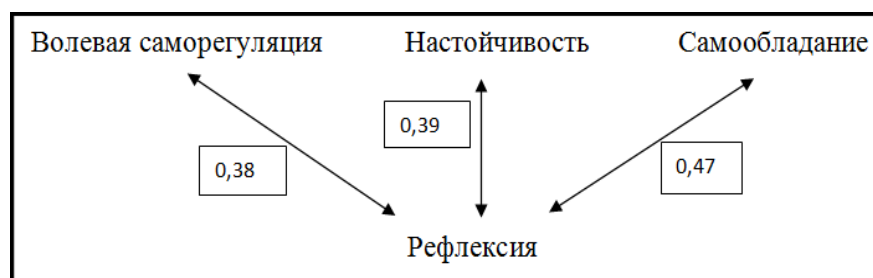 Волевая саморегуляция Настойчивость Самообладание
0,39
0,38 0,47
Рефлексия